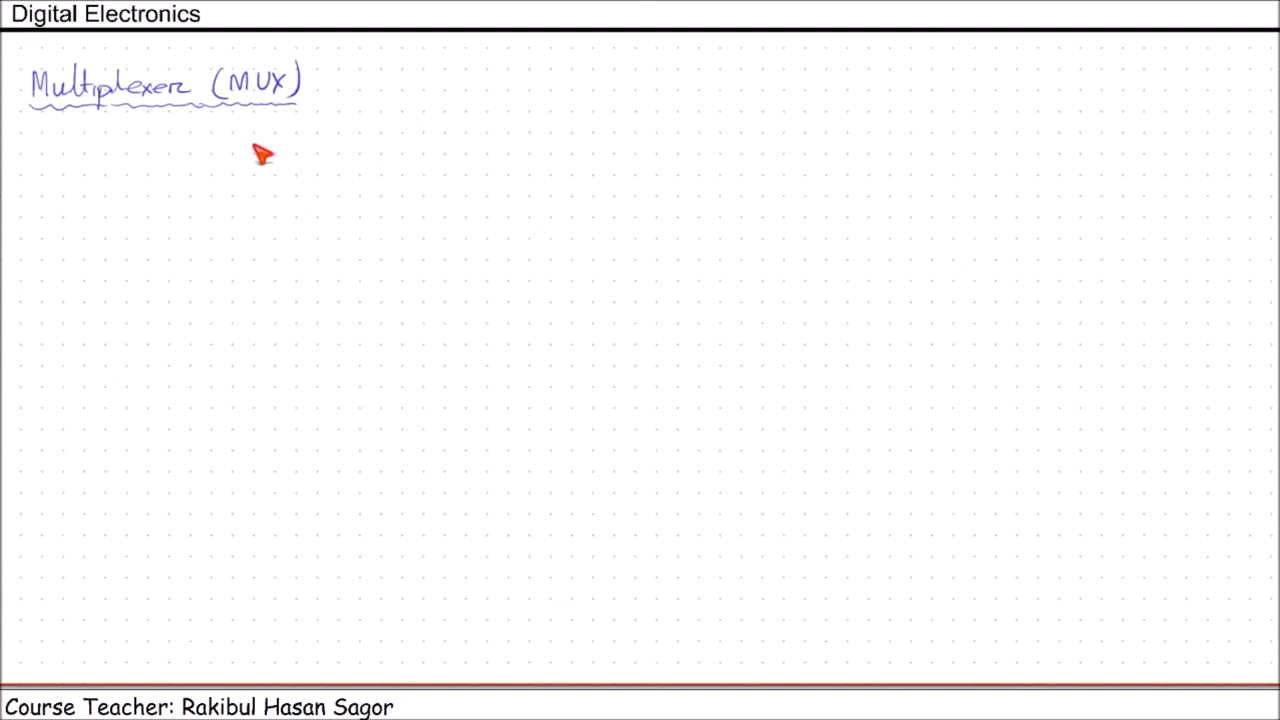 Digital Electronics
Multiplexer (MUX)
Course Teacher: Rakibul Hasan Sagor